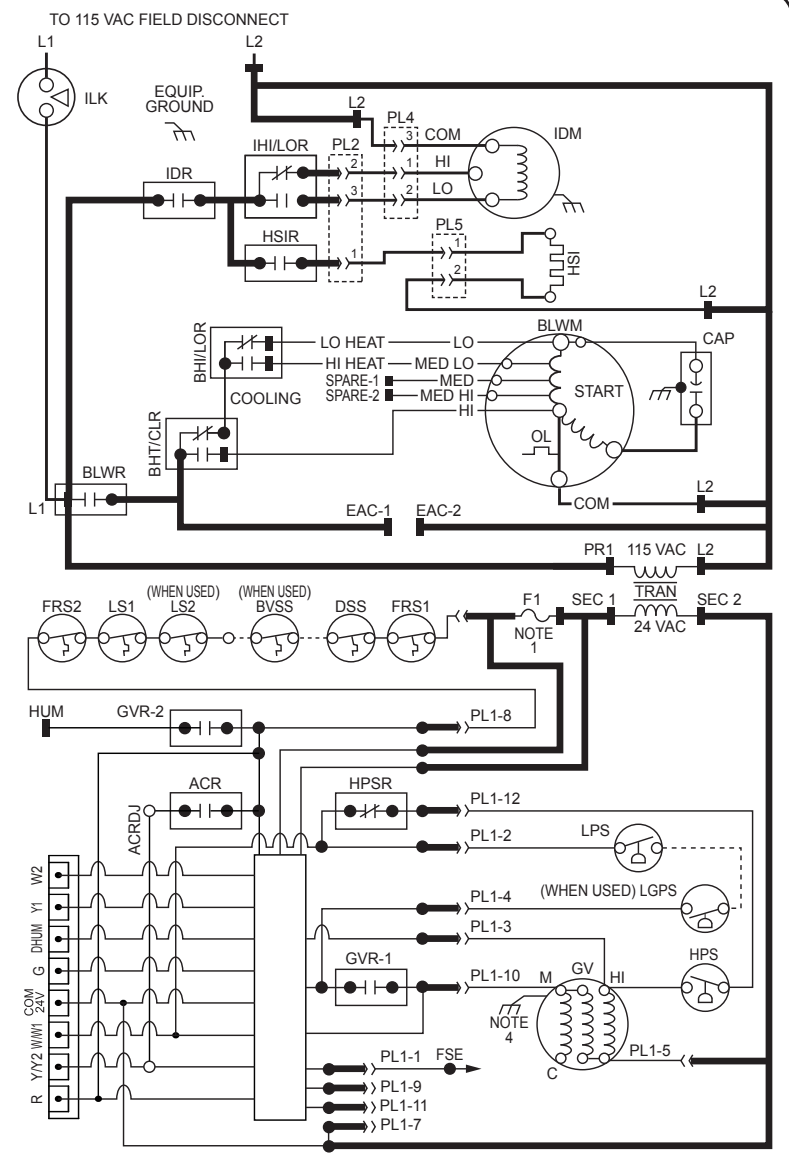 TO 115 VAC FIELD DISCONNECT
L1
L2
ILK
EQUIP.
GROUND
L2
PL4
IDM
IHI/LOR
PL2
3
COM
IDR
2
1
HI
3
2
LO
HSIR
1
PL5
1
2
HSI
L2
BLWM
CAP
BHI/LOR
LO HEAT
LO
HI HEAT
MED LO
SPARE-1
MED
SPARE-2
MED HI
START
COOLING
HI
BHT/CLR
OL
BLWR
L1
COM
L2
EAC-1
EAC-2
PR1
115 VAC
L2
TRAN
(WHEN USED)
(WHEN USED)
FRS2
LS1
LS2
BVSS
DSS
FRS1
F1
NOTE
1
SEC 1
24 VAC
SEC 2
HUM
GVR-2
PL1-8
ACR
HPSR
PL1-12
ACRDJ
PL1-2
LPS
PL1-4
(WHEN USED) LGPS
PL1-3
GVR-1
PL1-10
M
GV
HI
HPS
NOTE
4
C
PL1-5
W2
Y1
DHUM
G
COM
24V
W/W1
Y/Y2
R
PL1-1
FSE
PL1-9
PL1-11
PL1-7